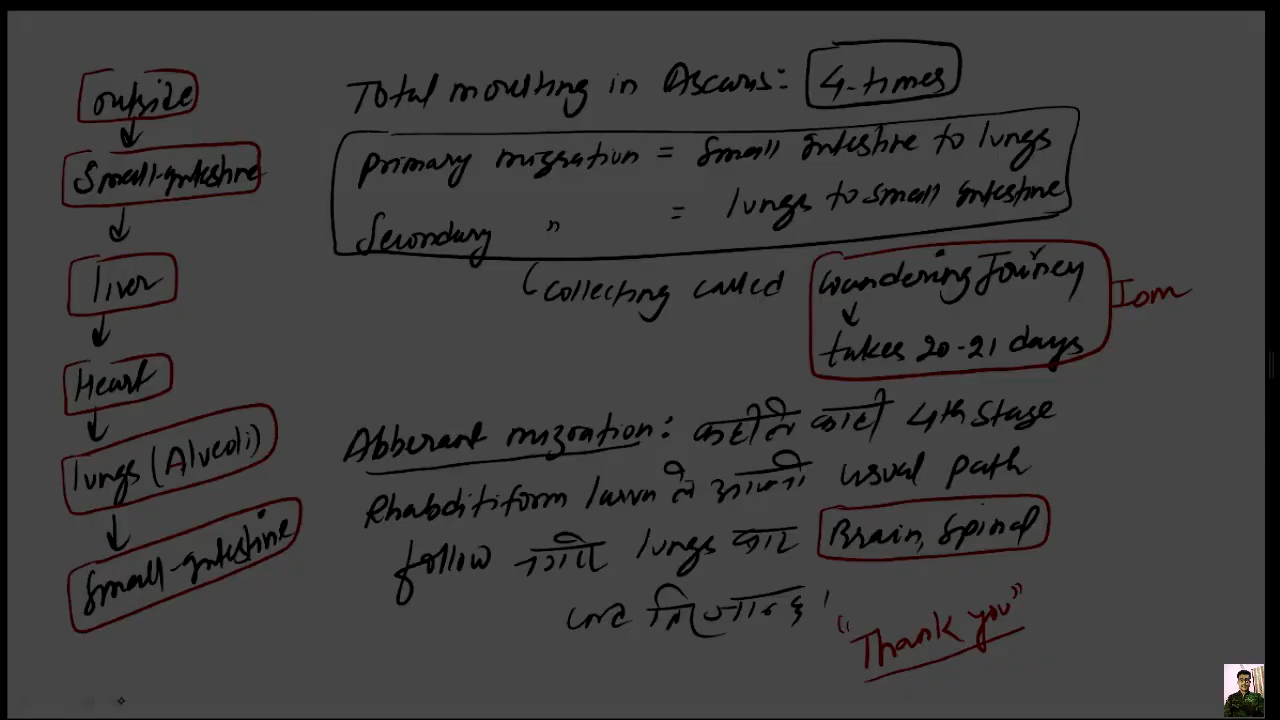 outside
Small-intestine
liver
Heart
lungs (Alveoli)
Small-intestine
Total moulting in Ascaris: 4-times
Primary migration = Small intestine to lungs
Secondary " = lungs to small intestine
(collecting called Wandering Journey
takes 20-21 days
Iom
Abberant migration: 4th stage
Rhabditiform larva ले usual path
follow lungs बाट Brain, Spinal
"Thank you"